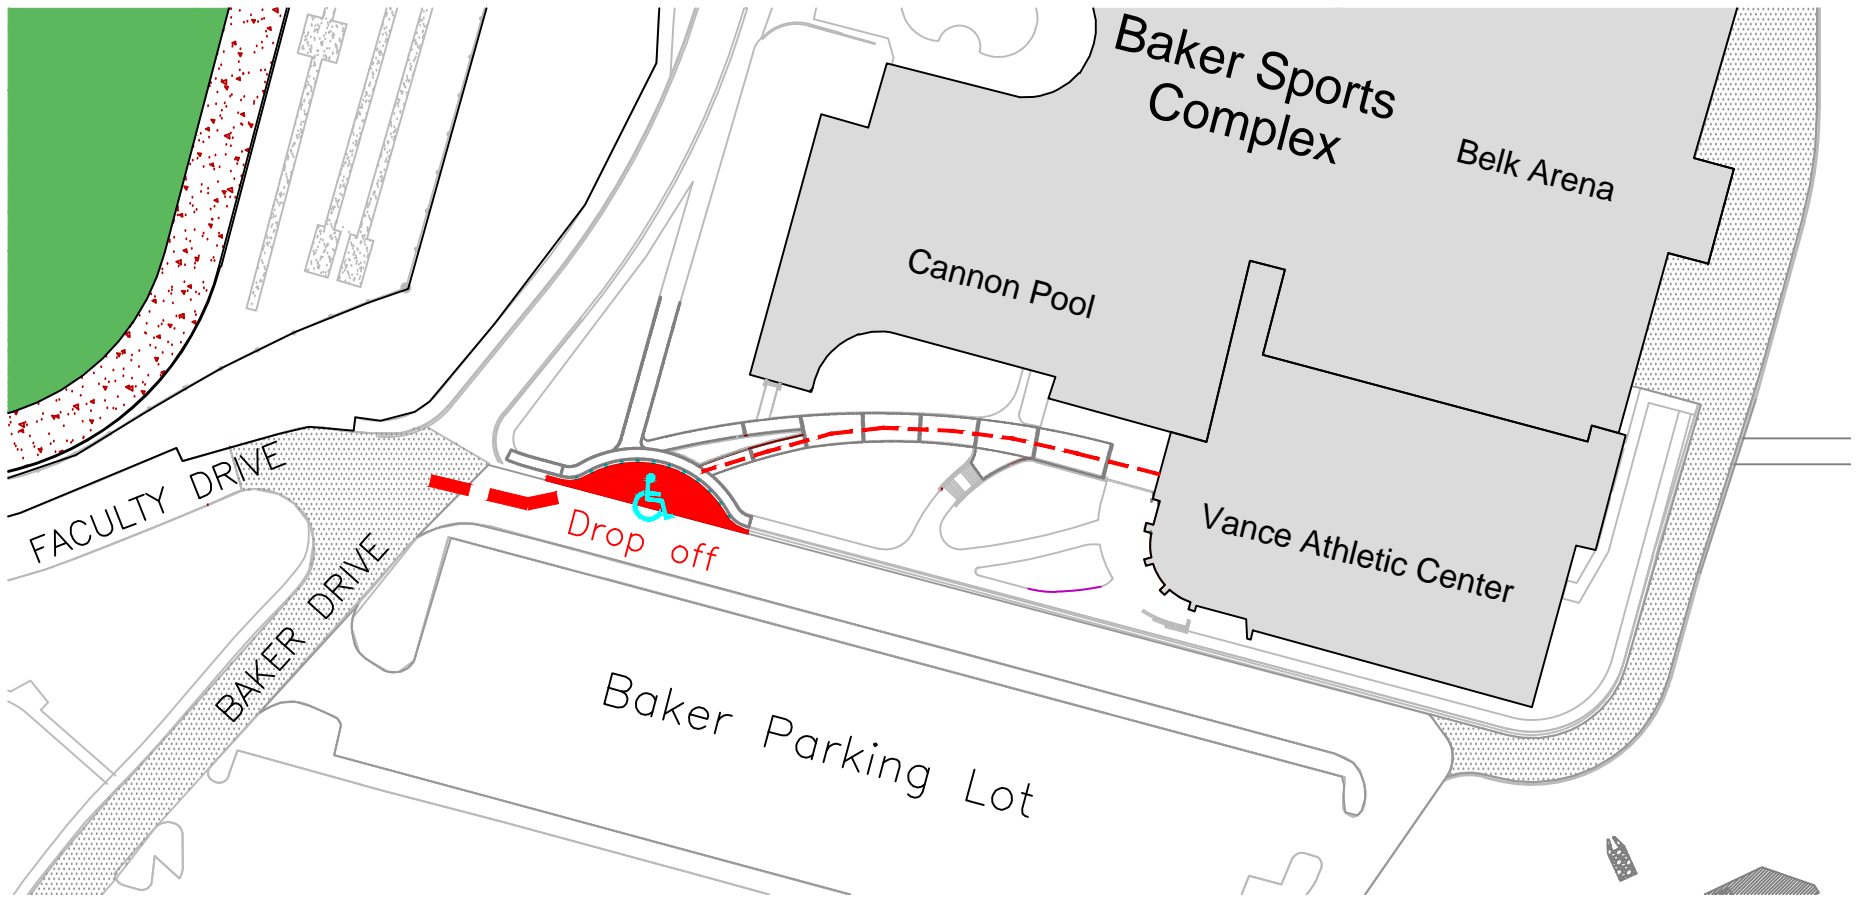 Baker Sports
Complex
Belk Arena
Cannon Pool
FACULTY DRIVE
Drop off
Vance Athletic Center
BAKER DRIVE
Baker Parking Lot